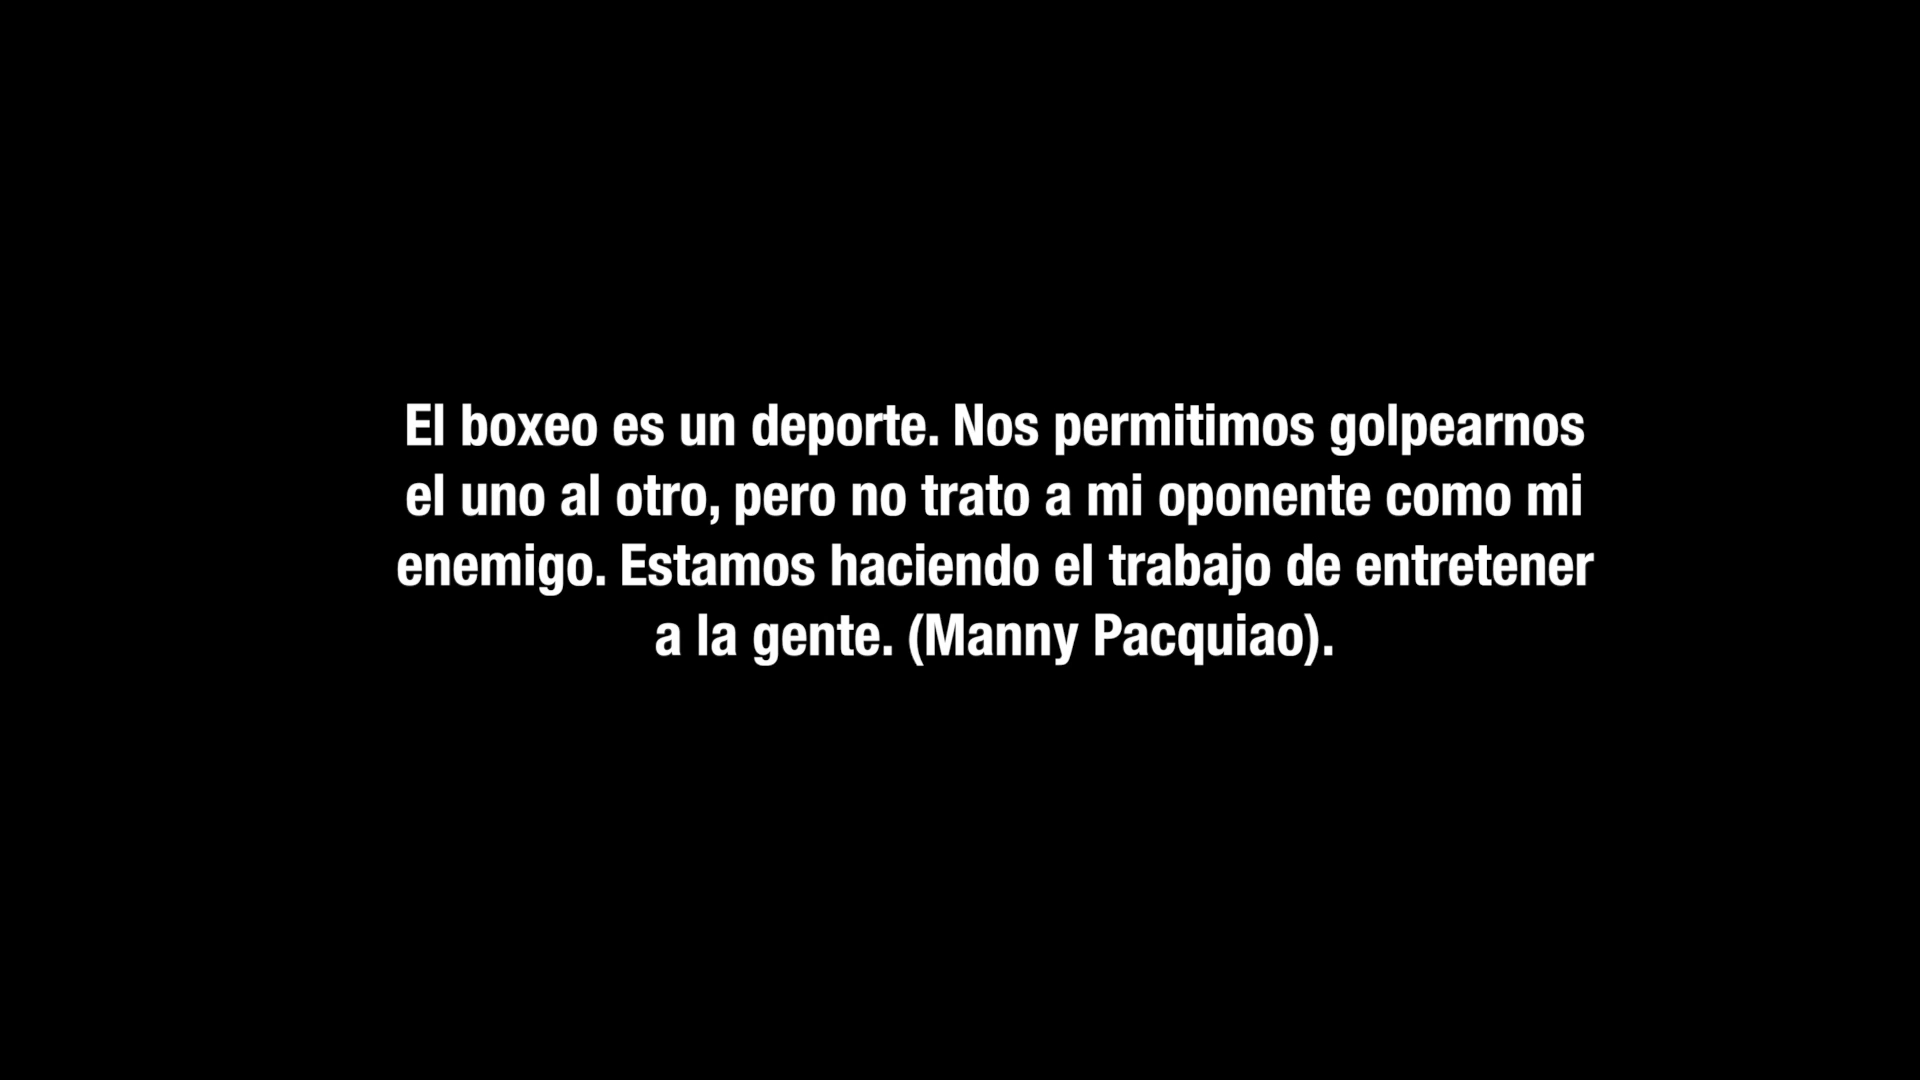 El boxeo es un deporte. Nos permitimos golpearnos
el uno al otro, pero no trato a mi oponente como mi
enemigo. Estamos haciendo el trabajo de entretener
a la gente. (Manny Pacquiao).